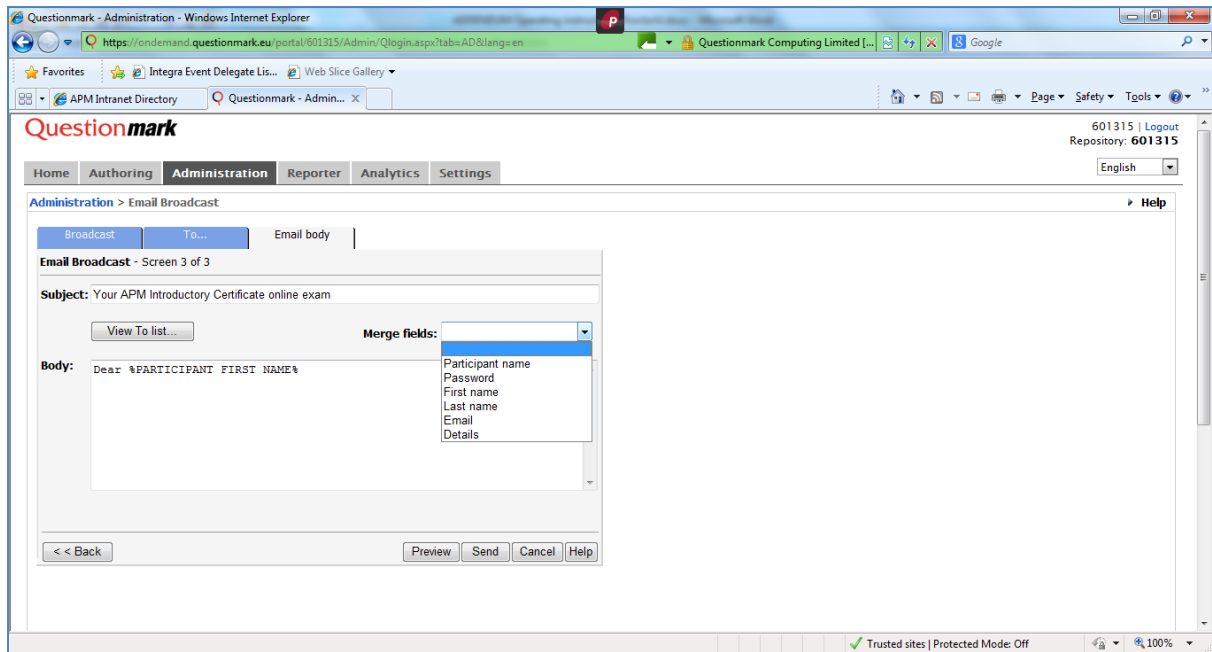 Questionmark - Administration - Windows Internet Explorer
https://ondemand.questionmark.eu/portal/601315/Admin/Qlogin.aspx?tab=AD&lang=en
Questionmark Computing Limited [...
Google
Favorites
Integra Event Delegate Lis...
Web Slice Gallery
APM Intranet Directory
Questionmark - Admin...
Page
Safety
Tools
Questionmark
601315 | Logout
Repository: 601315
Home Authoring Administration Reporter Analytics Settings
English
Administration > Email Broadcast
Help
Broadcast To... Email body
Email Broadcast - Screen 3 of 3
Subject: Your APM Introductory Certificate online exam
View To list...
Merge fields:
Body: Dear %PARTICIPANT FIRST NAME%
Participant name
Password
First name
Last name
Email
Details
< < Back
Preview Send Cancel Help
Trusted sites | Protected Mode: Off
100%